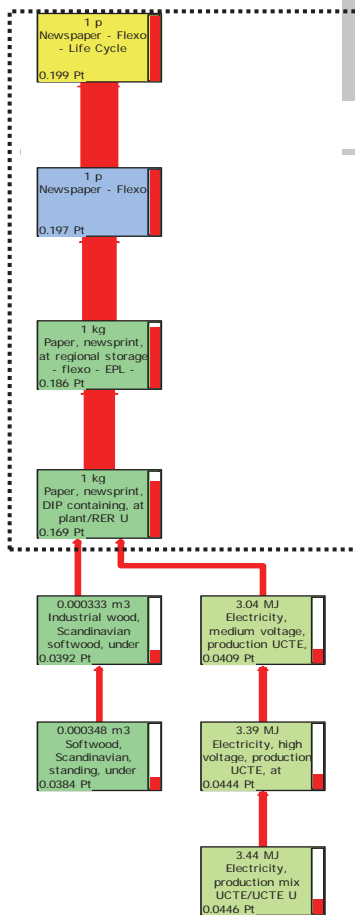 1 p
Newspaper - Flexo
- Life Cycle
0.199 Pt
1 p
Newspaper - Flexo
0.197 Pt
1 kg
Paper, newsprint,
at regional storage
- flexo - EPL -
0.186 Pt
1 kg
Paper, newsprint,
DIP containing, at
plant/RER U
0.169 Pt
0.000333 m3
Industrial wood,
Scandinavian
softwood, under
0.0392 Pt
3.04 MJ
Electricity,
medium voltage,
production UCTE,
0.0409 Pt
0.000348 m3
Softwood,
Scandinavian,
standing, under
0.0384 Pt
3.39 MJ
Electricity, high
voltage, production
UCTE, at
0.0444 Pt
3.44 MJ
Electricity,
production mix
UCTE/UCTE U
0.0446 Pt